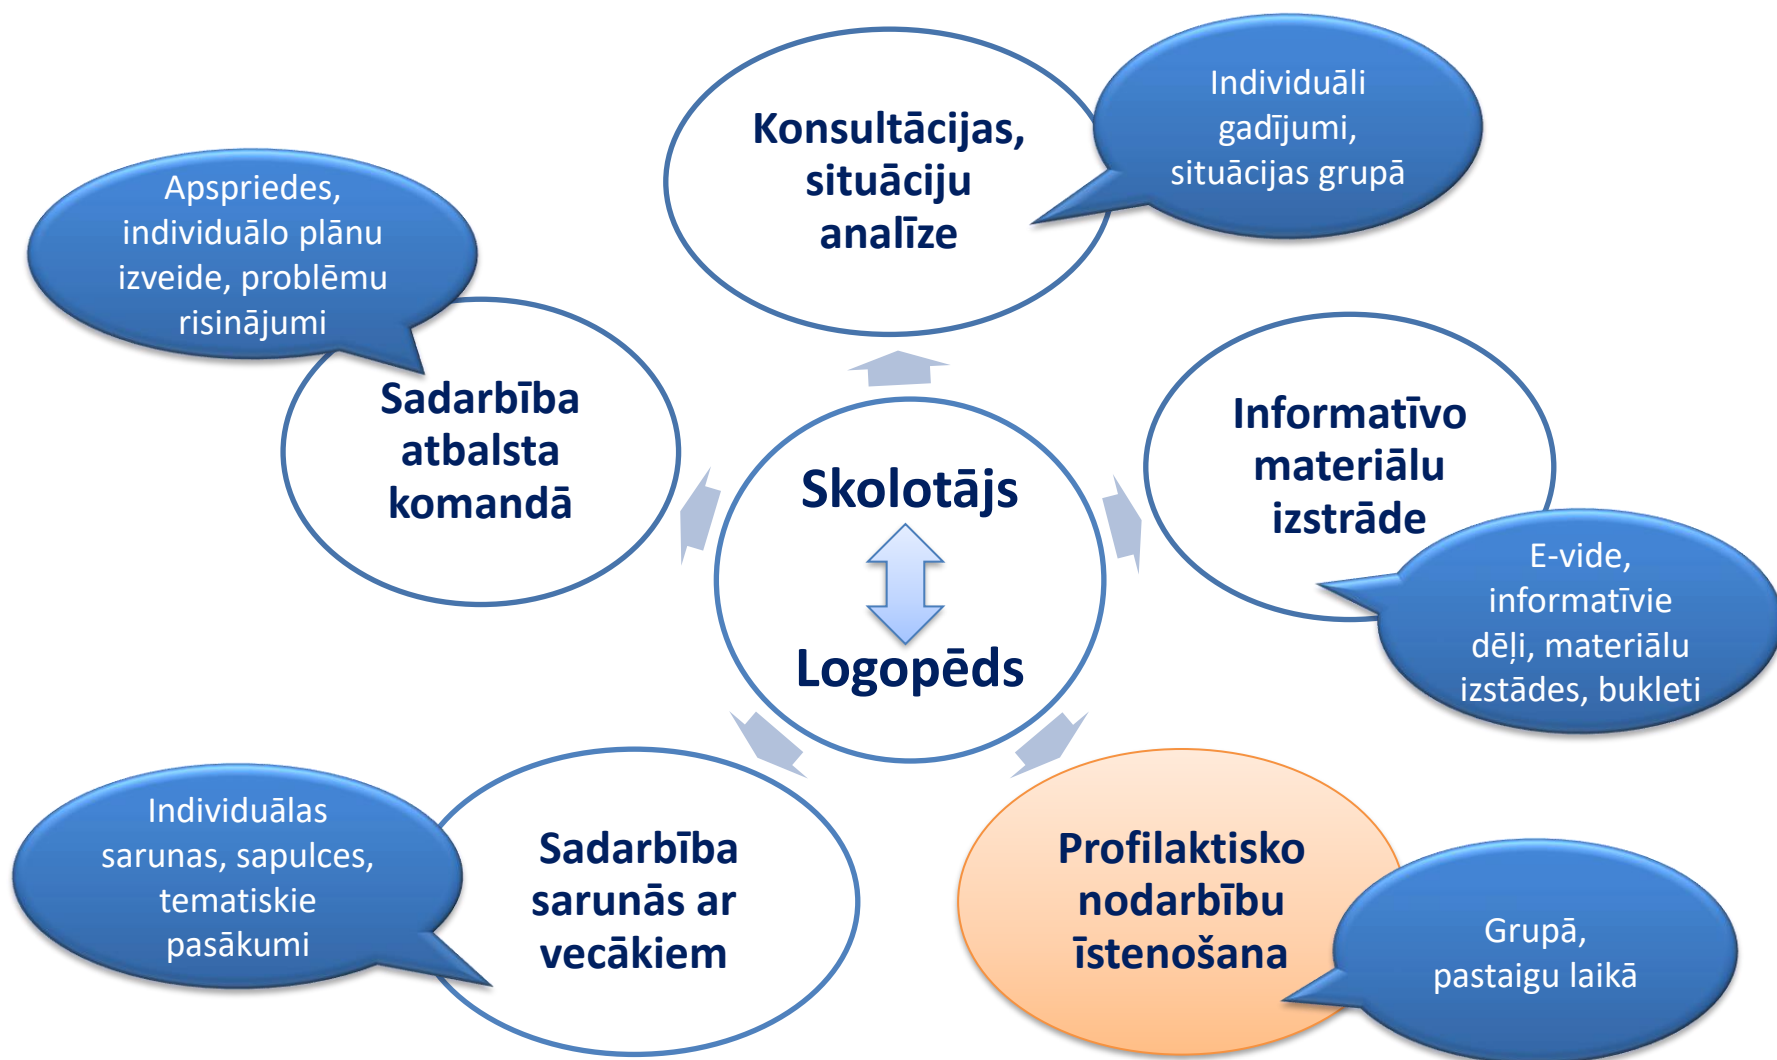 Konsultācijas,
situāciju
analīze
Individuāli
gadījumi,
situācijas grupā
Apspriedes,
individuālo plānu
izveide, problēmu
risinājumi
Sadarbība
atbalsta
komandā
Skolotājs
Logopēds
Informatīvo
materiālu
izstrāde
E-vide,
informatīvie
dēļi, materiālu
izstādes, bukleti
Individuālas
sarunas, sapulces,
tematiskie
pasākumi
Sadarbība
sarunās ar
vecākiem
Profilaktisko
nodarbību
īstenošana
Grupā,
pastaigu laikā